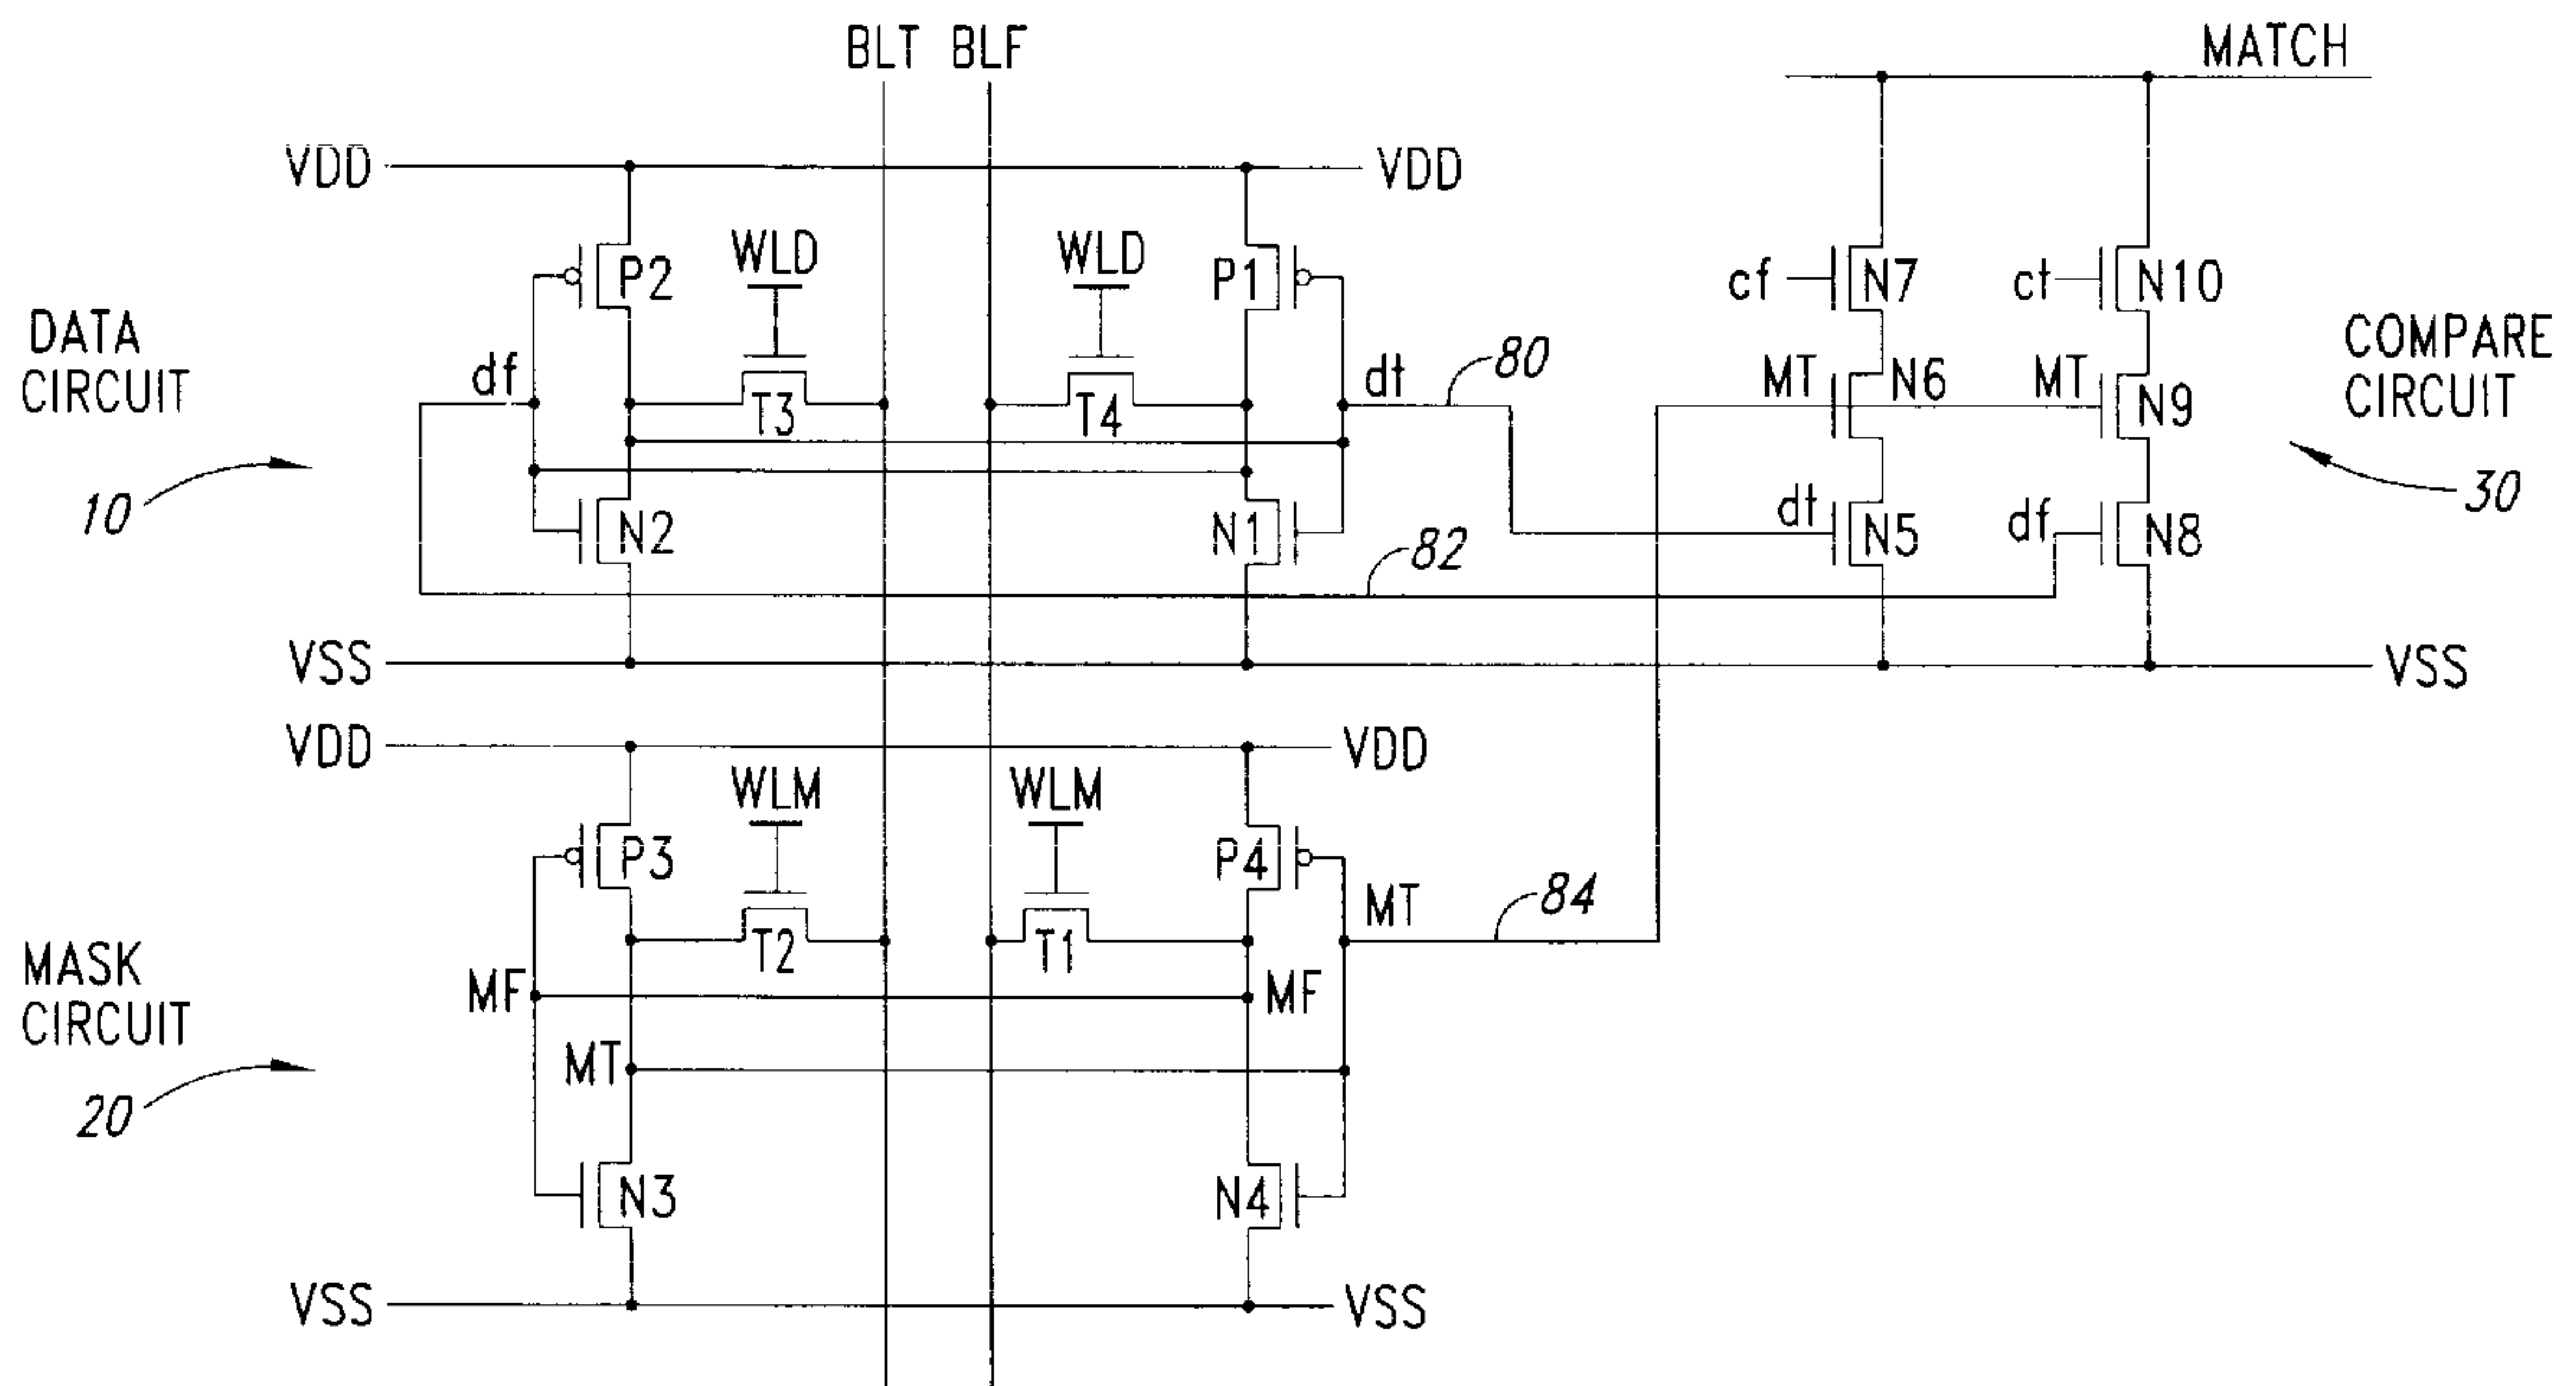 BLT BLF
MATCH
VDD
VDD
WLD
WLD
P2
P1
cf
N7
ct
N10
DATA
CIRCUIT
COMPARE
CIRCUIT
df
T3
T4
dt
80
MT
N6
MT
N9
10
30
N2
N1
82
dt
N5
df
N8
VSS
VSS
VDD
VDD
WLM
WLM
P3
P4
MT
84
T2
T1
MASK
CIRCUIT
MF
MF
MT
20
N3
N4
VSS
VSS